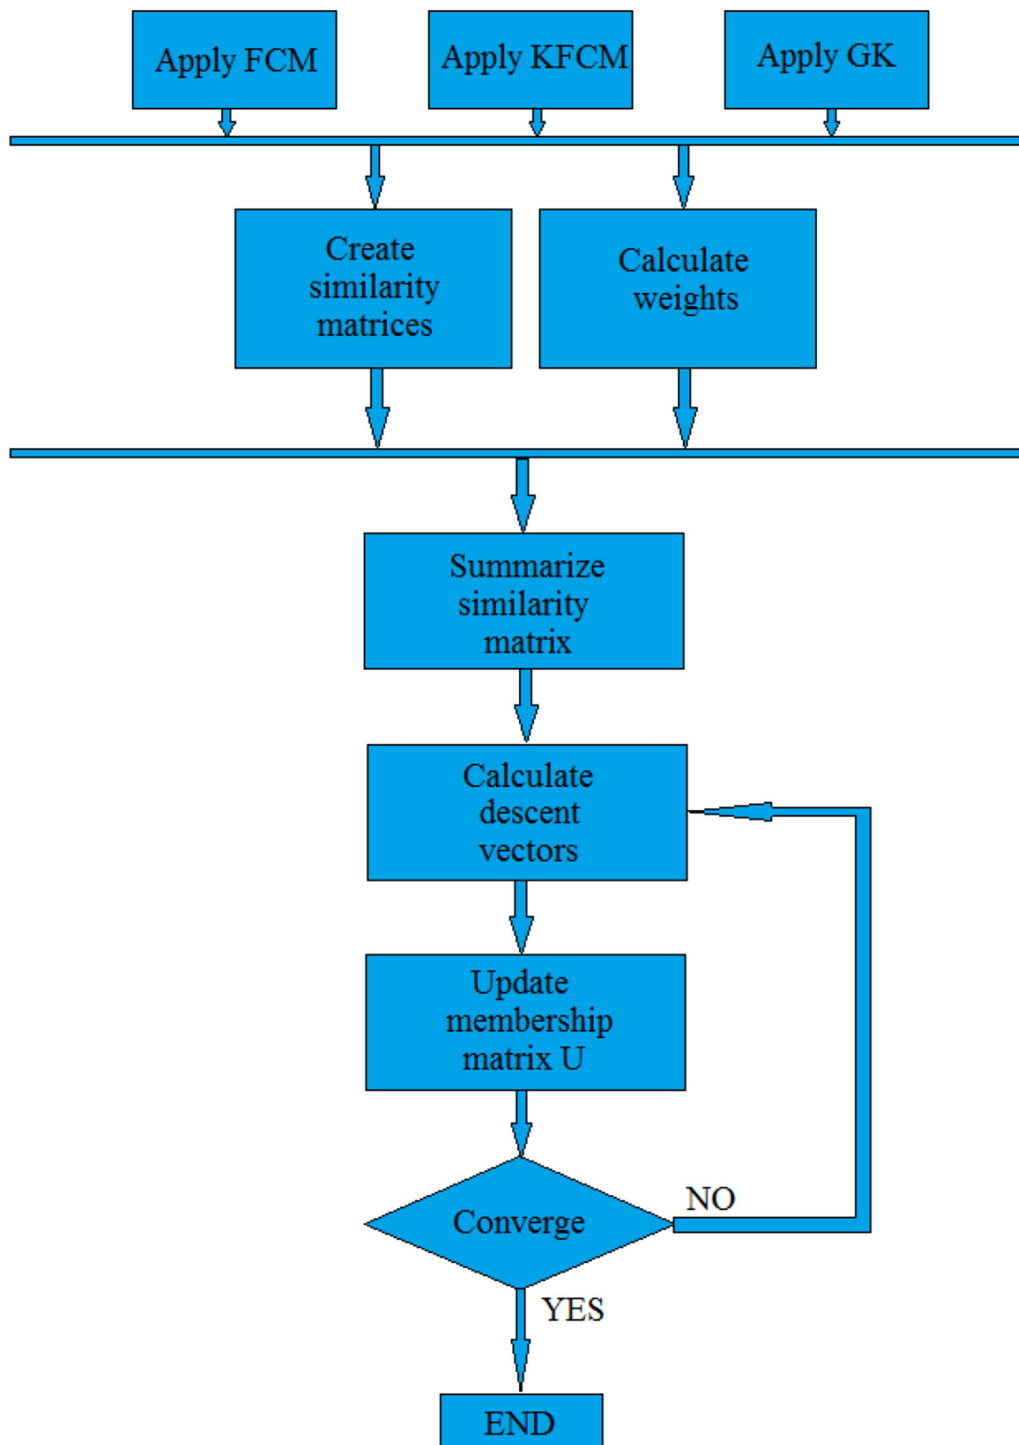 Apply FCM
Apply KFCM
Apply GK
Create
similarity
matrices
Calculate
weights
Summarize
similarity
matrix
Calculate
descent
vectors
Update
membership
matrix U
Converge
NO
YES
END